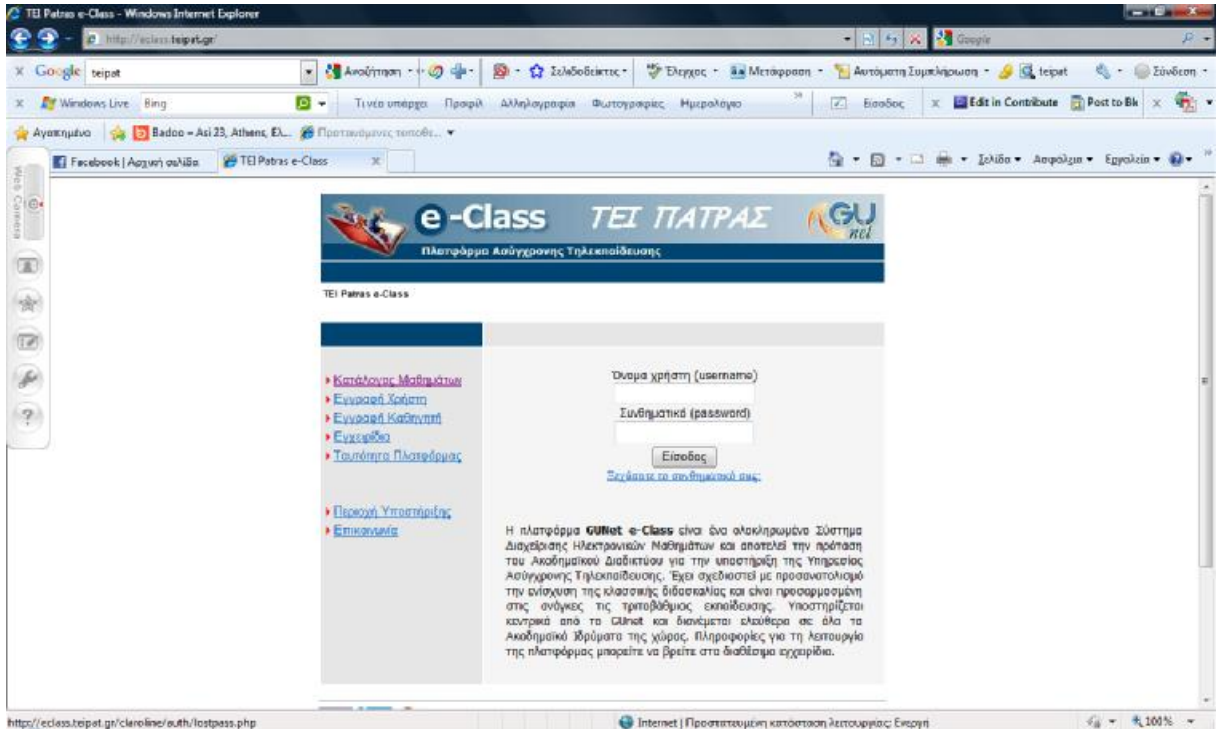 TEI Patras e-Class - Windows Internet Explorer
http://eclass.teipat.gr/
Google
x Google teipat Αναζήτηση Σελιδοδείκτες Έλεγχος Μετάφραση Αυτόματη Συμπλήρωση teipat Σύνδεση
x Windows Live Bing Τι νέο υπάρχει Προφίλ Αλληλογραφία Φωτογραφίες Ημερολόγιο » Είσοδος x Edit in Contribute Post to Bl x
Αγαπημένα Badoo – Asi 23, Athens, Ελ... Προτεινόμενες τοποθε...
Facebook | Αρχική σελίδα TEI Patras e-Class x Σελίδα Ασφάλεια Εργαλεία »
Web Camera
e-Class ΤΕΙ ΠΑΤΡΑΣ GUnet
Πλατφόρμα Ασύγχρονης Τηλεκπαίδευσης
TEI Patras e-Class
Κατάλογος Μαθημάτων
Εγγραφή Χρήστη
Εγγραφή Καθηγητή
Εγχειρίδια
Ταυτότητα Πλατφόρμας
Περιοχή Υποστήριξης
Επικοινωνία
Όνομα χρήστη (username)
Συνθηματικό (password)
Είσοδος
Ξεχάσατε το συνθηματικό σας;
Η πλατφόρμα GUNet e-Class είναι ένα ολοκληρωμένο Σύστημα
Διαχείρισης Ηλεκτρονικών Μαθημάτων και αποτελεί την πρόταση
του Ακαδημαϊκού Διαδικτύου για την υποστήριξη της Υπηρεσίας
Ασύγχρονης Τηλεκπαίδευσης. Έχει σχεδιαστεί με προσανατολισμό
την ενίσχυση της κλασσικής διδασκαλίας και είναι προσαρμοσμένη
στις ανάγκες τις τριτοβάθμιος εκπαίδευσης. Υποστηρίζεται
κεντρικά από το GUnet και διανέμεται ελεύθερα σε όλα τα
Ακαδημαϊκά Ιδρύματα της χώρας. Πληροφορίες για τη λειτουργία
της πλατφόρμας μπορείτε να βρείτε στα διαθέσιμα εγχειρίδια.
http://eclass.teipat.gr/claroline/auth/lostpass.php Internet | Προστατευμένη κατάσταση λειτουργίας: Ενεργή 100%